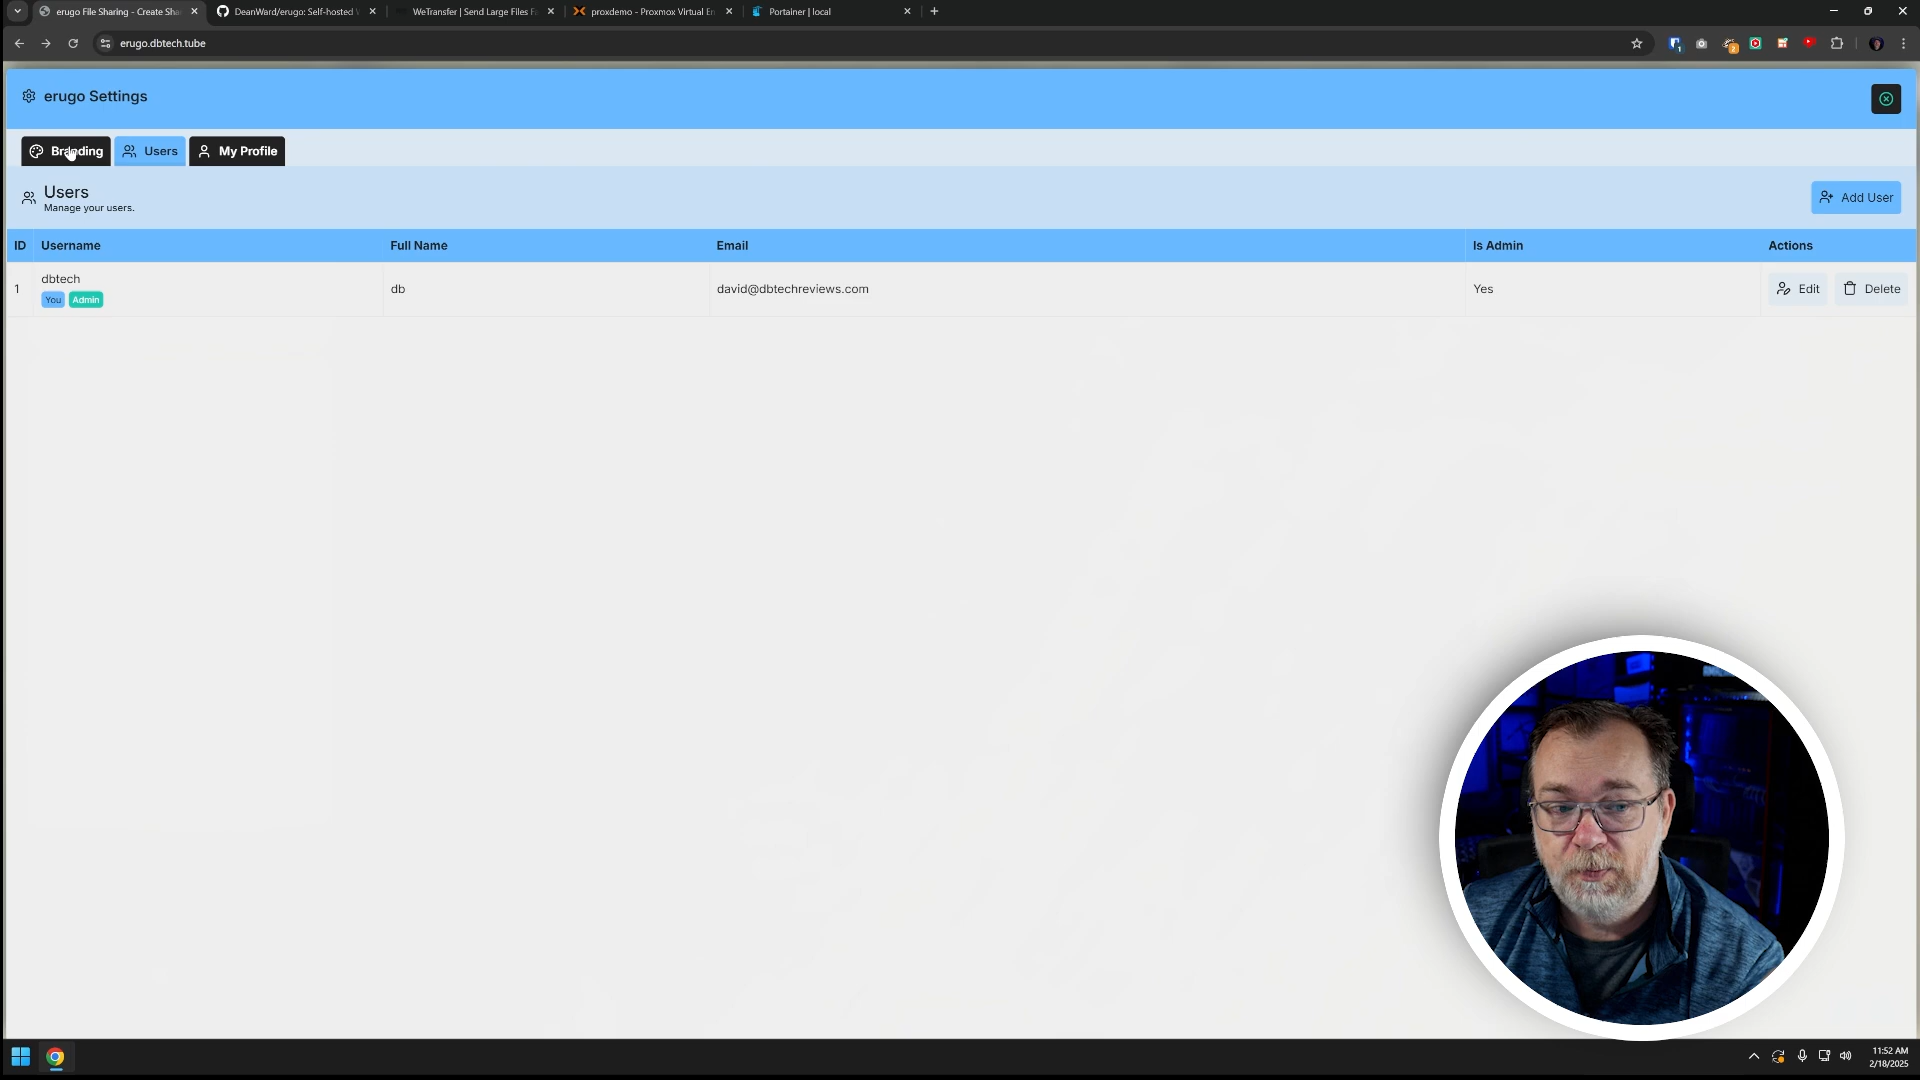 erugo File Sharing - Create Sha
DeanWard/erugo: Self-hosted
WeTransfer | Send Large Files F
proxdemo - Proxmox Virtual En
Portainer | local
erugo.dbtech.tube
erugo Settings
Branding
Users
My Profile
Users
Manage your users.
Add User
ID
Username
Full Name
Email
Is Admin
Actions
1
dbtech
You
Admin
db
david@dbtechreviews.com
Yes
Edit
Delete
11:52 AM
2/18/2025